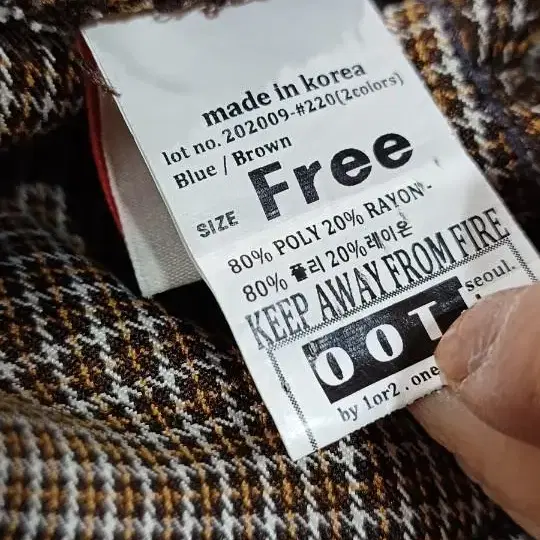 made in korea
lot no. 202009-#220(2colors)
Blue / Brown
SIZE Free
80% POLY 20% RAYON
80% 폴리 20%레이온
KEEP AWAY FROM FIRE
OOT seoul.
by 1or2 . one